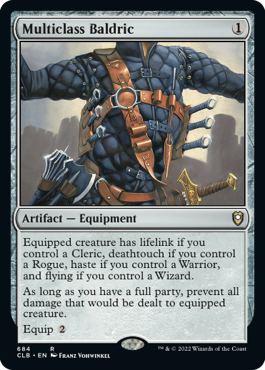 Multiclass Baldric 1
Artifact — Equipment
Equipped creature has lifelink if you
control a Cleric, deathtouch if you control
a Rogue, haste if you control a Warrior,
and flying if you control a Wizard.
As long as you have a full party, prevent all
damage that would be dealt to equipped
creature.
Equip 2
684 R
CLB • EN Franz Vohwinkel
™ & © 2022 Wizards of the Coast